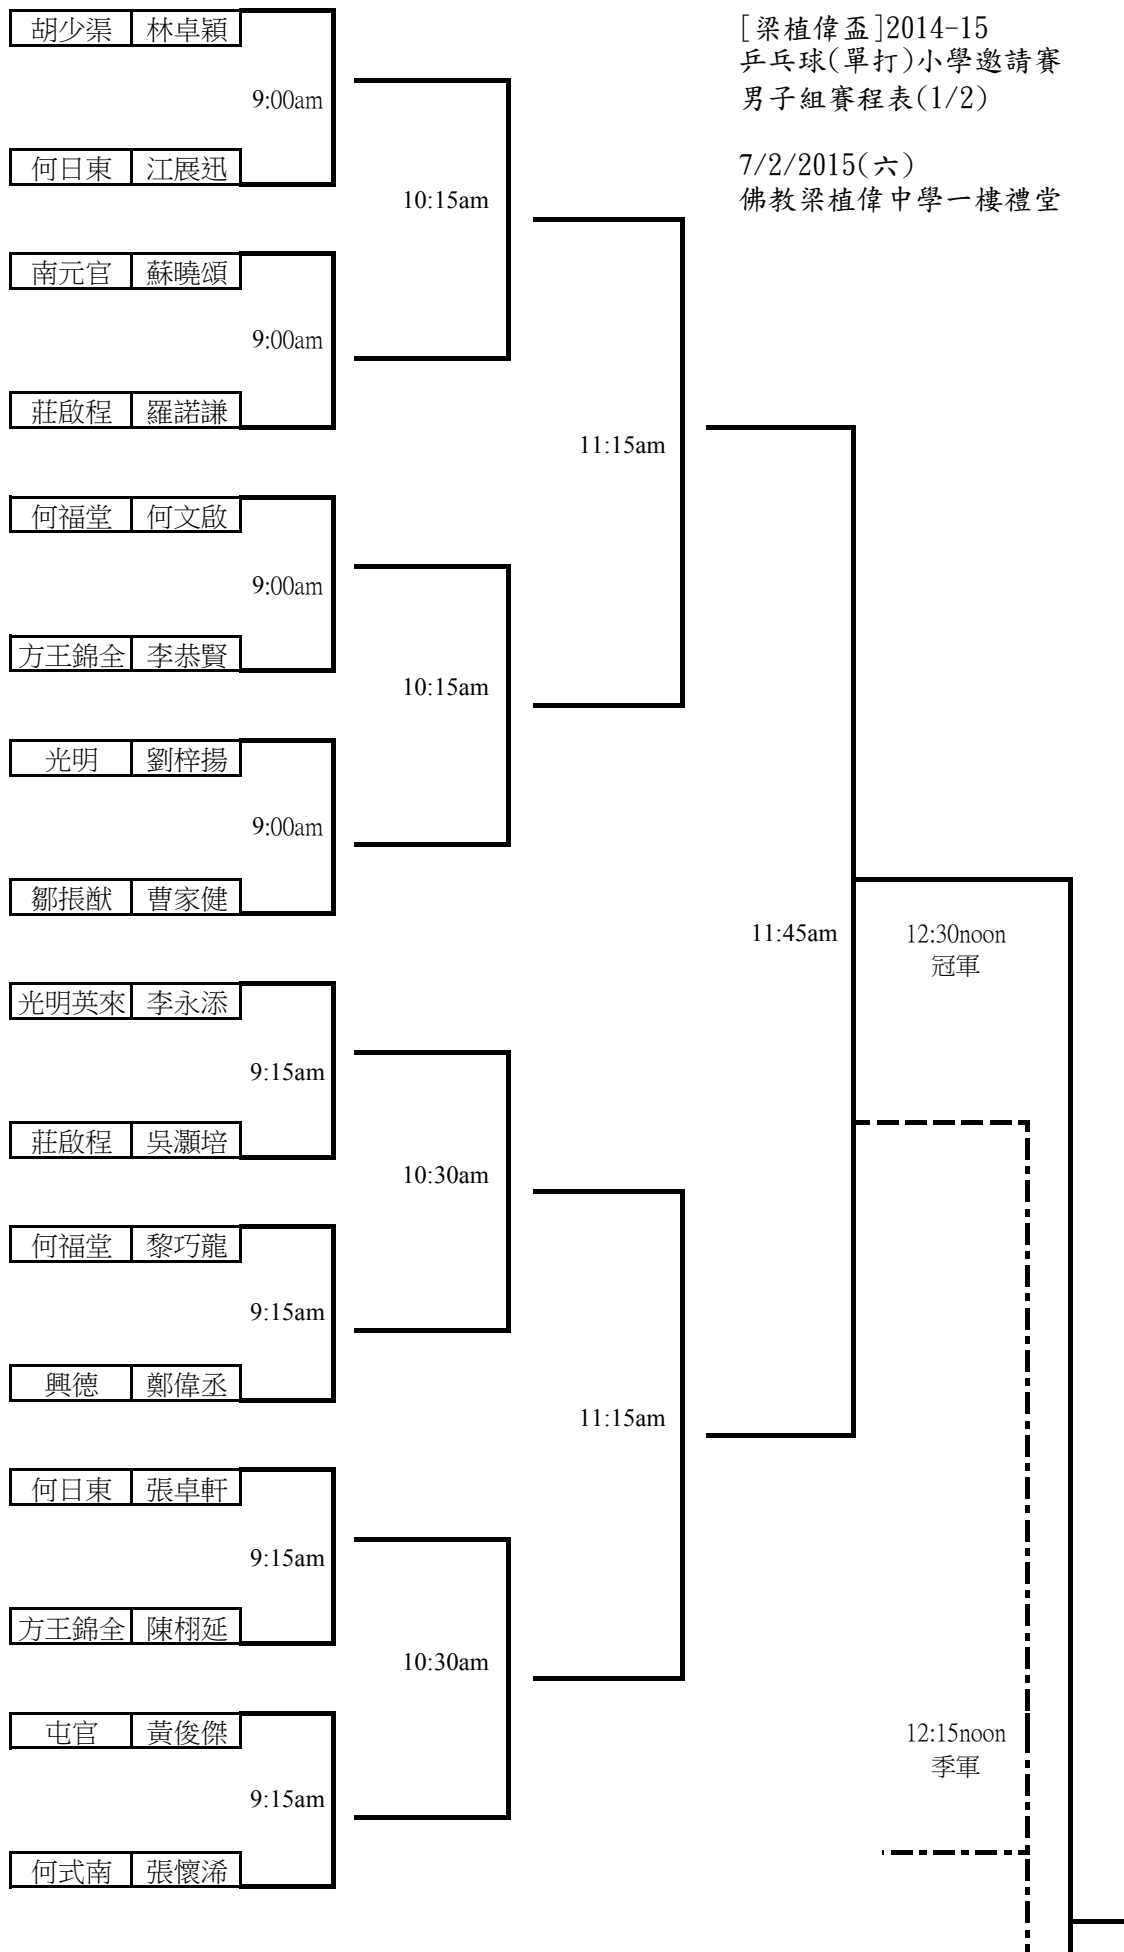 [梁植偉盃]2014-15
乒乓球(單打)小學邀請賽
男子組賽程表(1/2)
7/2/2015(六)
佛教梁植偉中學一樓禮堂
胡少渠 林卓穎
9:00am
何日東 江展迅
10:15am
南元官 蘇曉頌
9:00am
莊啟程 羅諾謙
11:15am
何福堂 何文啟
9:00am
方王錦全 李恭賢
10:15am
光明 劉梓揚
9:00am
鄒振猷 曹家健
11:45am
12:30noon
冠軍
光明英來 李永添
9:15am
莊啟程 吳灝培
10:30am
何福堂 黎巧龍
9:15am
興德 鄭偉丞
11:15am
何日東 張卓軒
9:15am
方王錦全 陳栩延
10:30am
屯官 黃俊傑
12:15noon
季軍
9:15am
何式南 張懷浠